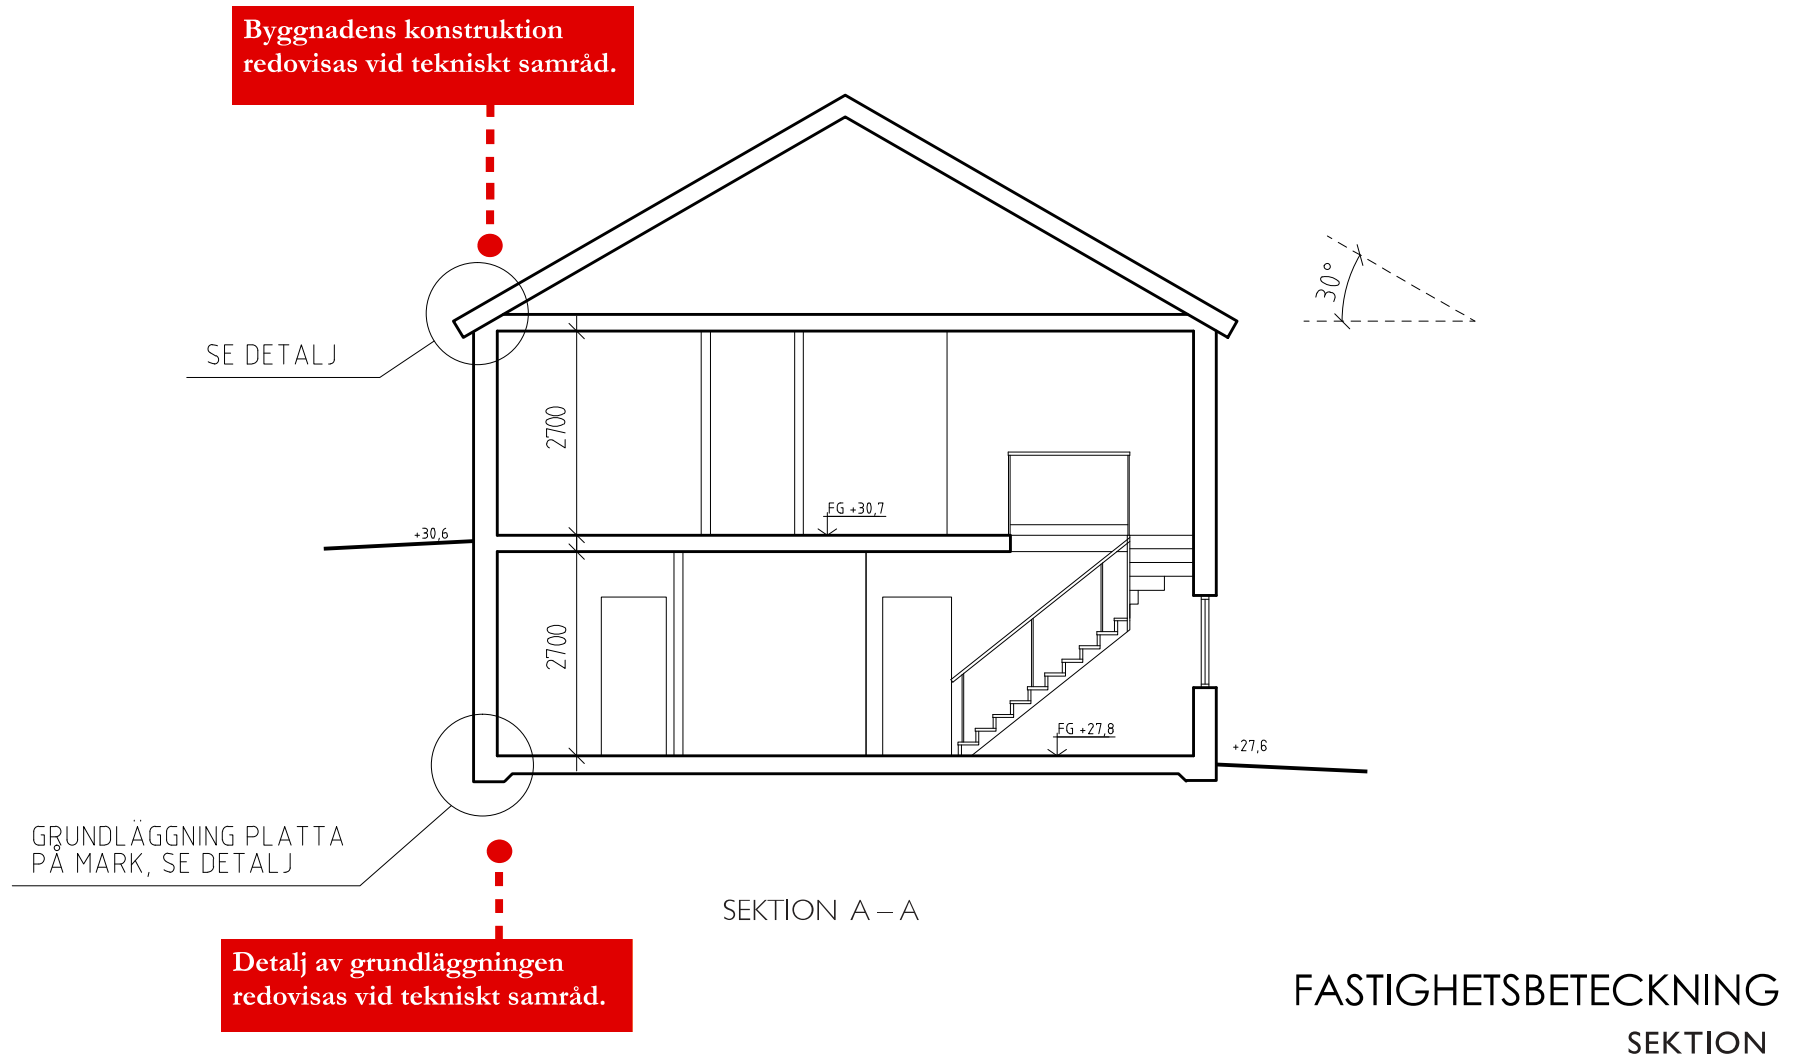 Byggnadens konstruktion
redovisas vid tekniskt samråd.
30°
SE DETALJ
2700
FG +30,7
+30,6
2700
FG +27,8
+27,6
GRUNDLÄGGNING PLATTA
PÅ MARK, SE DETALJ
SEKTION A–A
Detalj av grundläggningen
redovisas vid tekniskt samråd.
FASTIGHETSBETECKNING
SEKTION